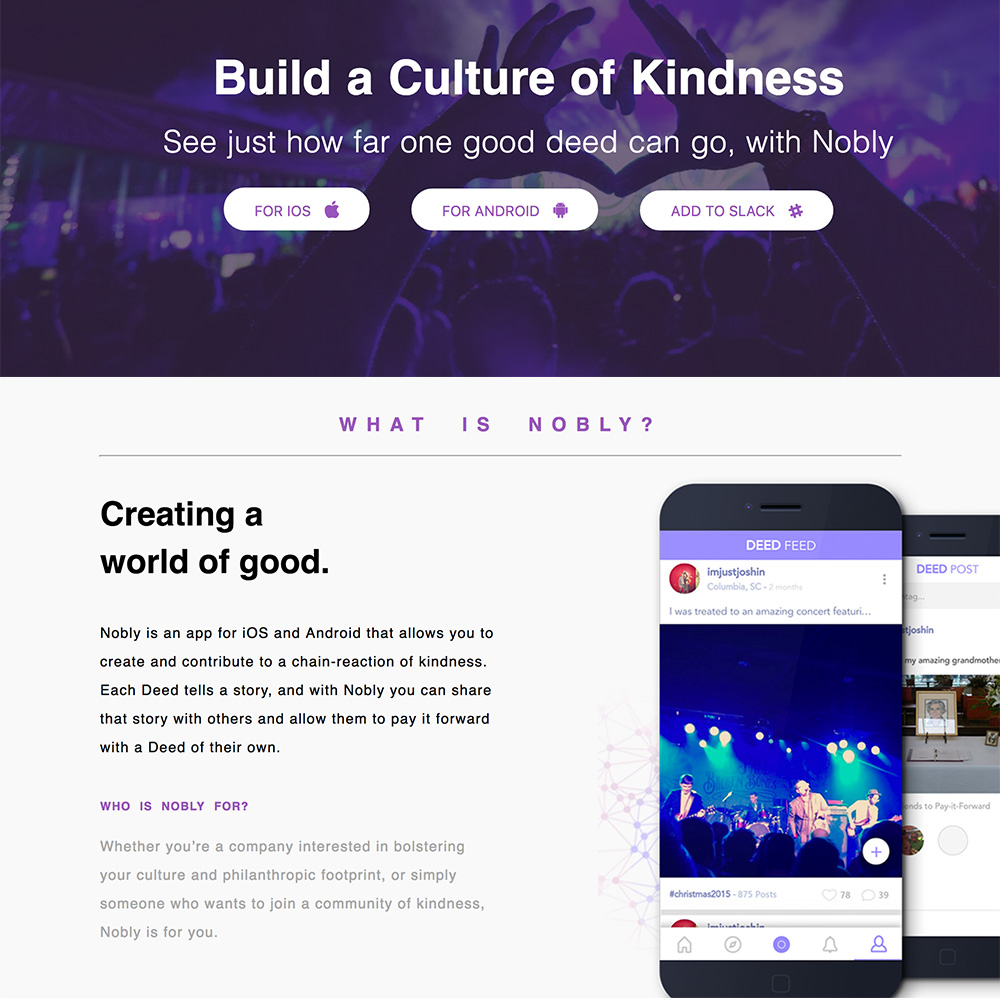 Build a Culture of Kindness
See just how far one good deed can go, with Nobly
FOR IOS
FOR ANDROID
ADD TO SLACK
WHAT IS NOBLY?
Creating a
world of good.
Nobly is an app for iOS and Android that allows you to
create and contribute to a chain-reaction of kindness.
Each Deed tells a story, and with Nobly you can share
that story with others and allow them to pay it forward
with a Deed of their own.
WHO IS NOBLY FOR?
Whether you’re a company interested in bolstering
your culture and philanthropic footprint, or simply
someone who wants to join a community of kindness,
Nobly is for you.
DEED FEED
imjustjoshin
Columbia, SC - 2 months
I was treated to an amazing concert featuri...
#christmas2015 - 875 Posts
78
39
DEED POST
my amazing grandmother
to Pay-it-Forward